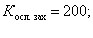 Kосл. зах = 200;